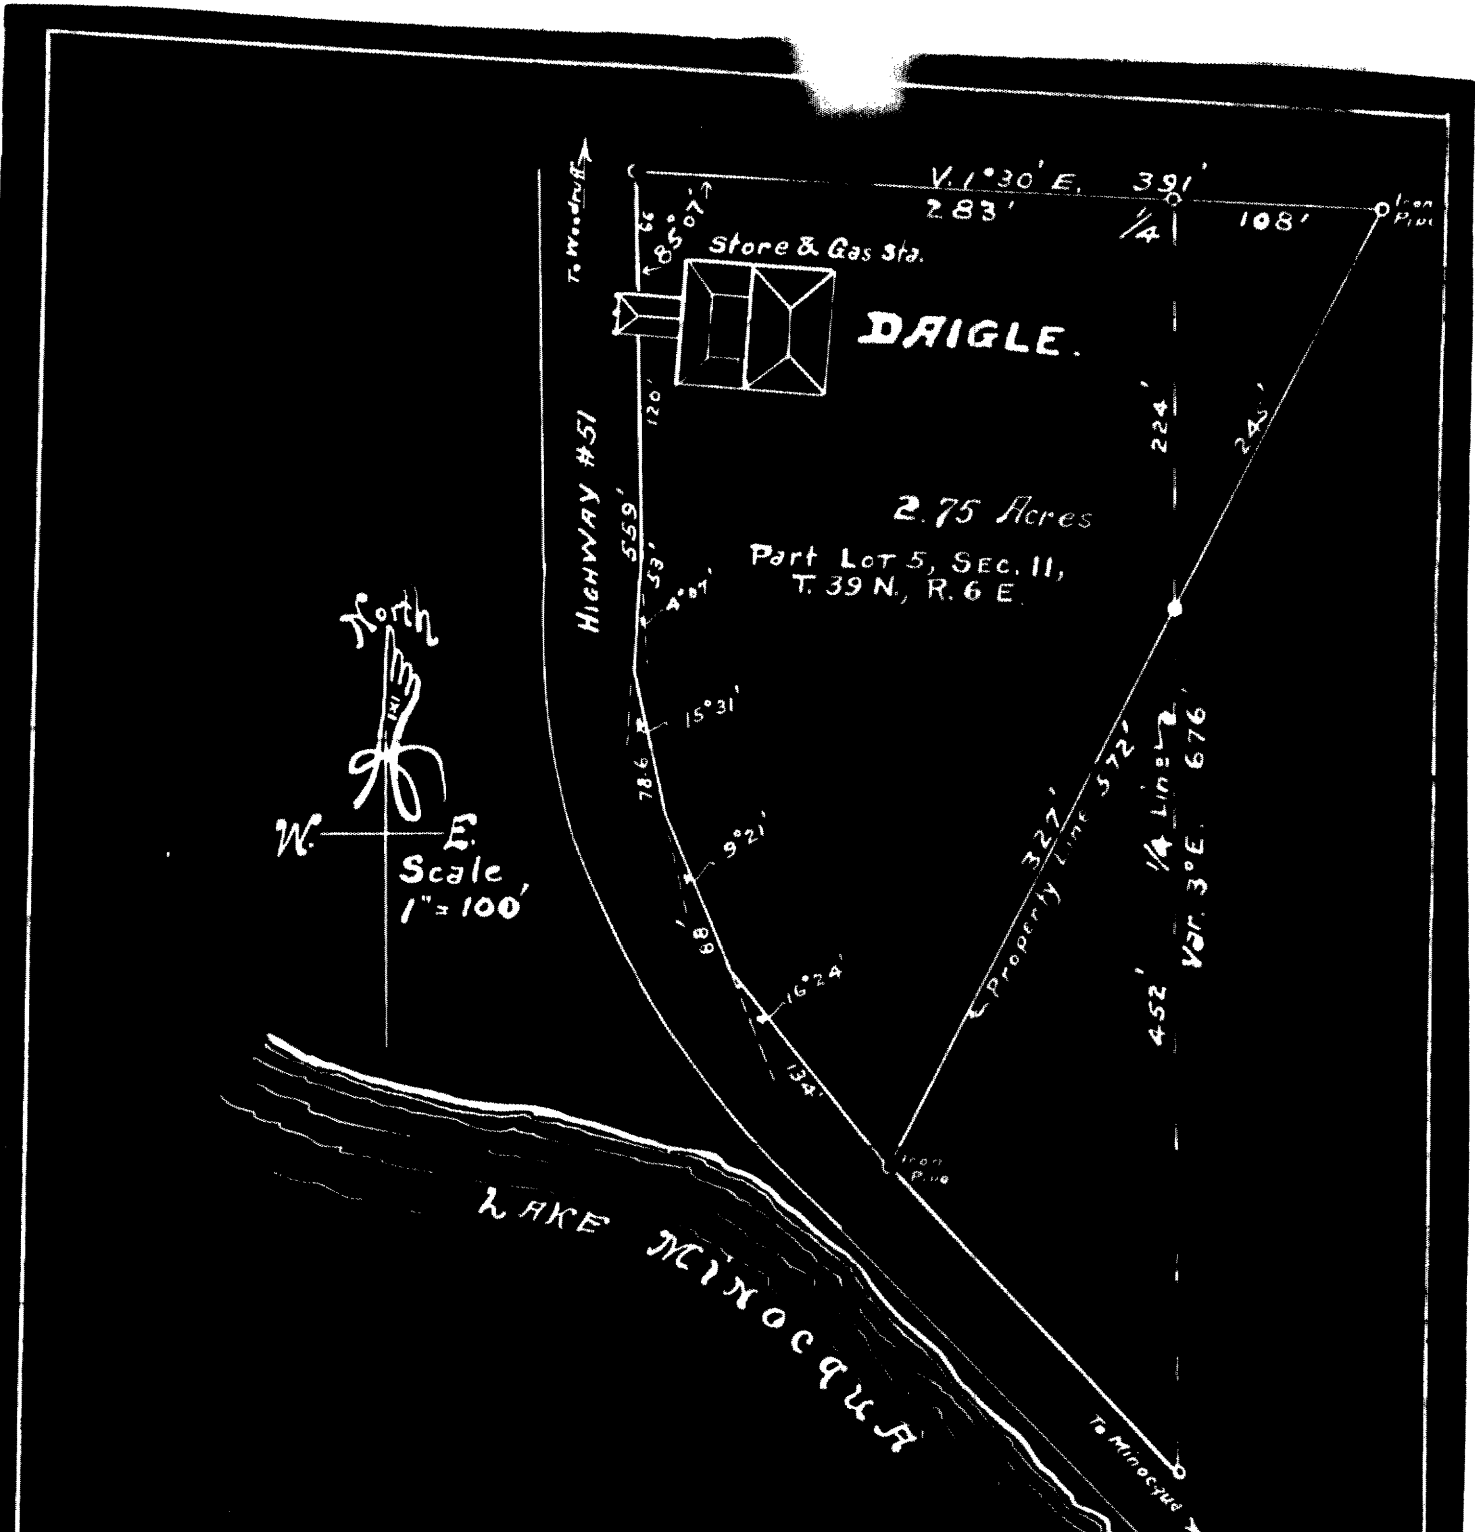 To Woodruff
V. 1°30' E. 391'
283'
1/4
108'
Iron
Pipe
66
85°07'
Store & Gas Sta.
DAIGLE.
120'
224'
245'
HIGHWAY #51
559'
53'
2.75 Acres
Part Lot 5, Sec. 11,
T. 39 N., R. 6 E.
4°07'
North
15°31'
78.6
W. E.
Scale
1" = 100'
9°21'
88'
16°24'
134'
327'
Property Line 572'
1/4 Line
Var. 3° E. 676'
452'
Iron
Pipe
LAKE MINOCQUA
To Minocqua